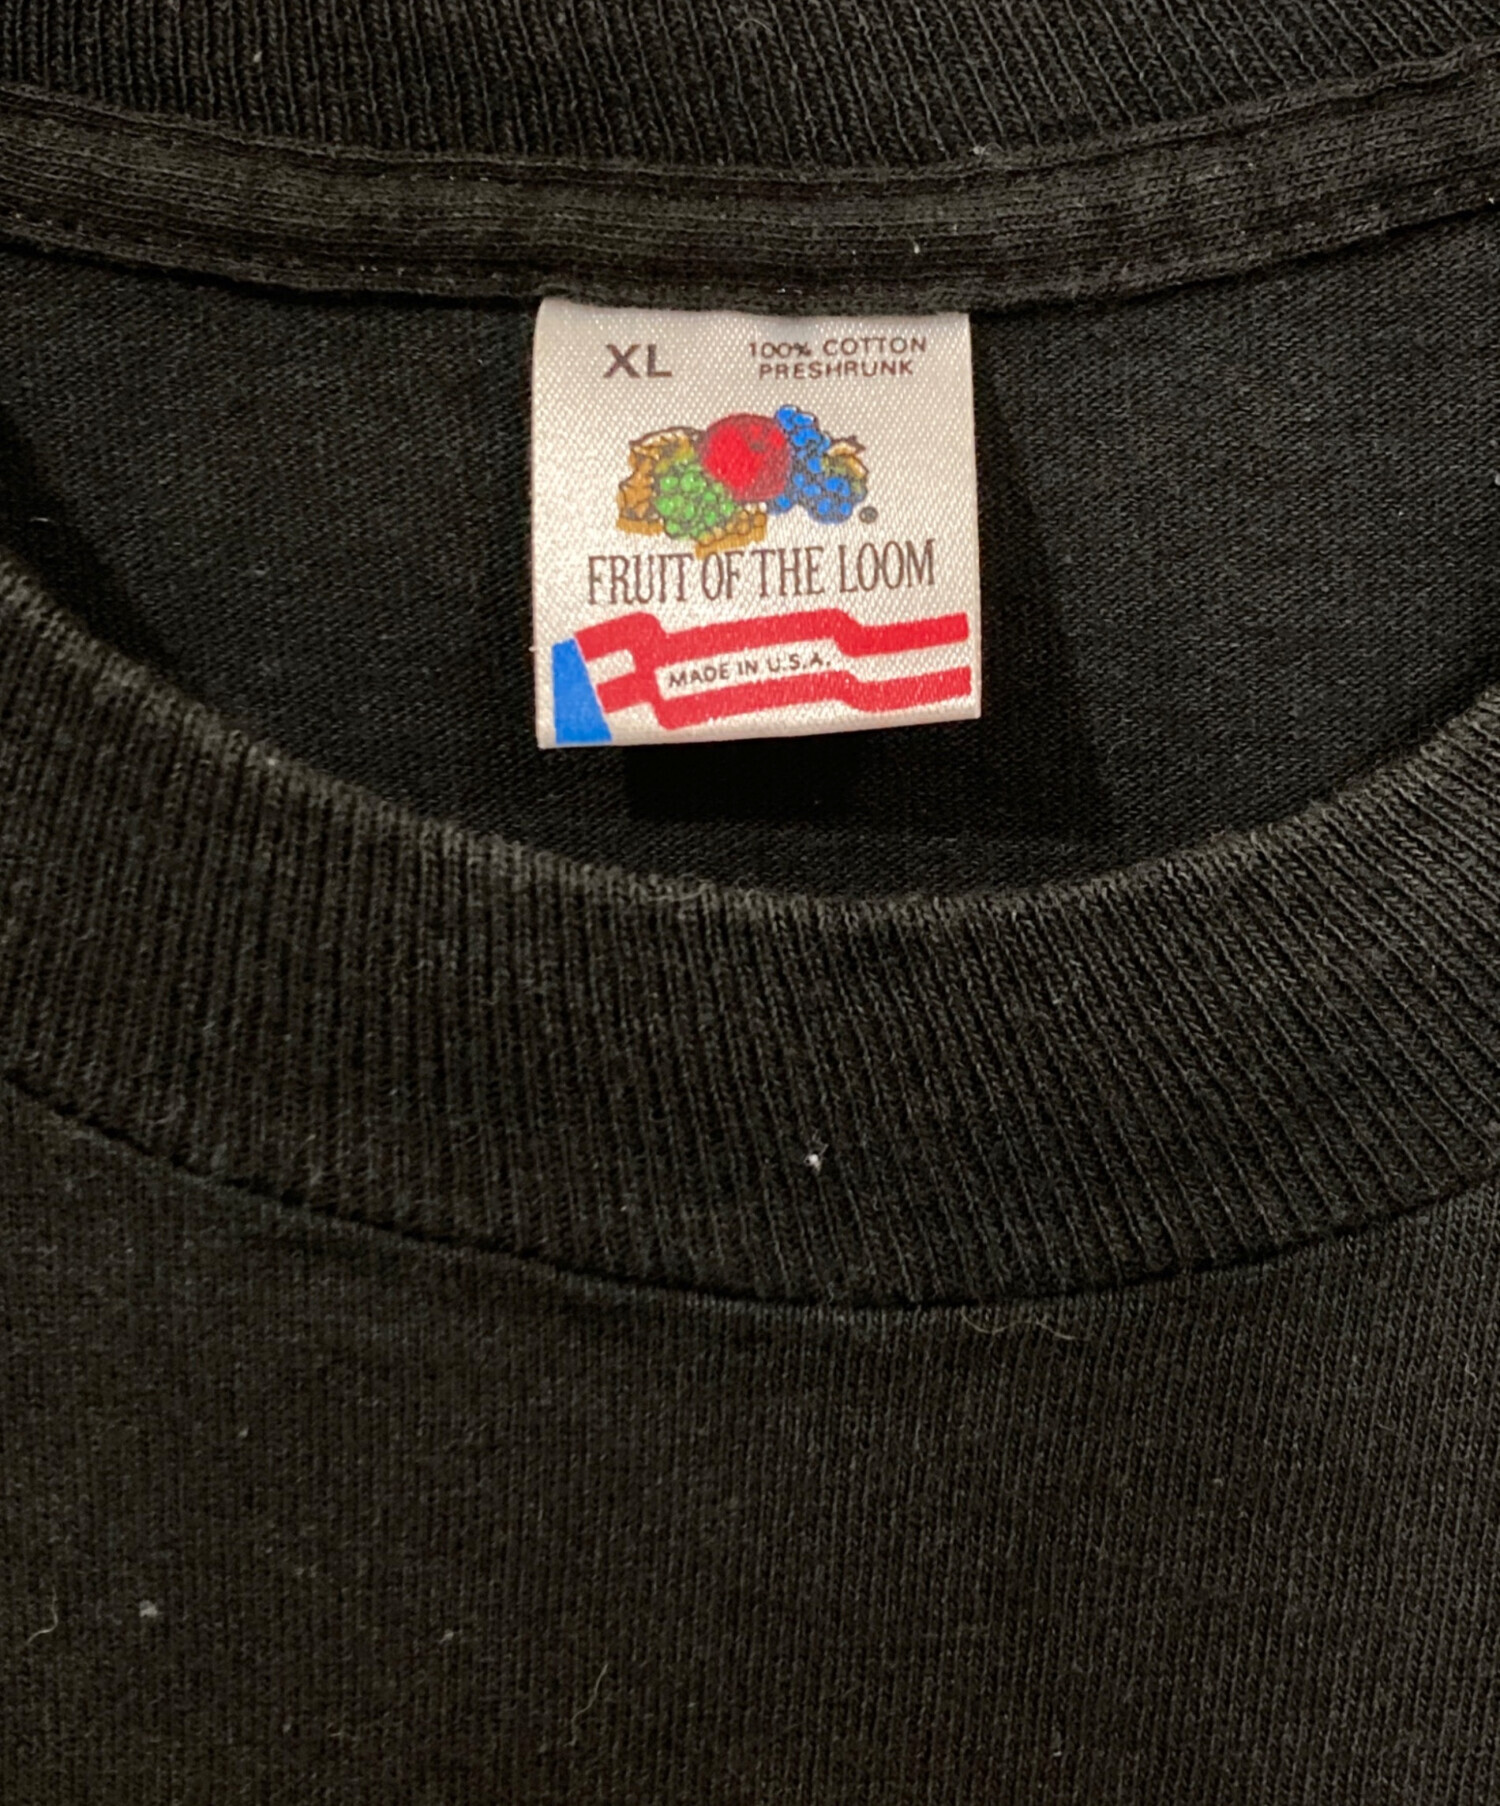 XL
100% COTTON
PRESHRUNK
®
FRUIT OF THE LOOM
MADE IN U.S.A.